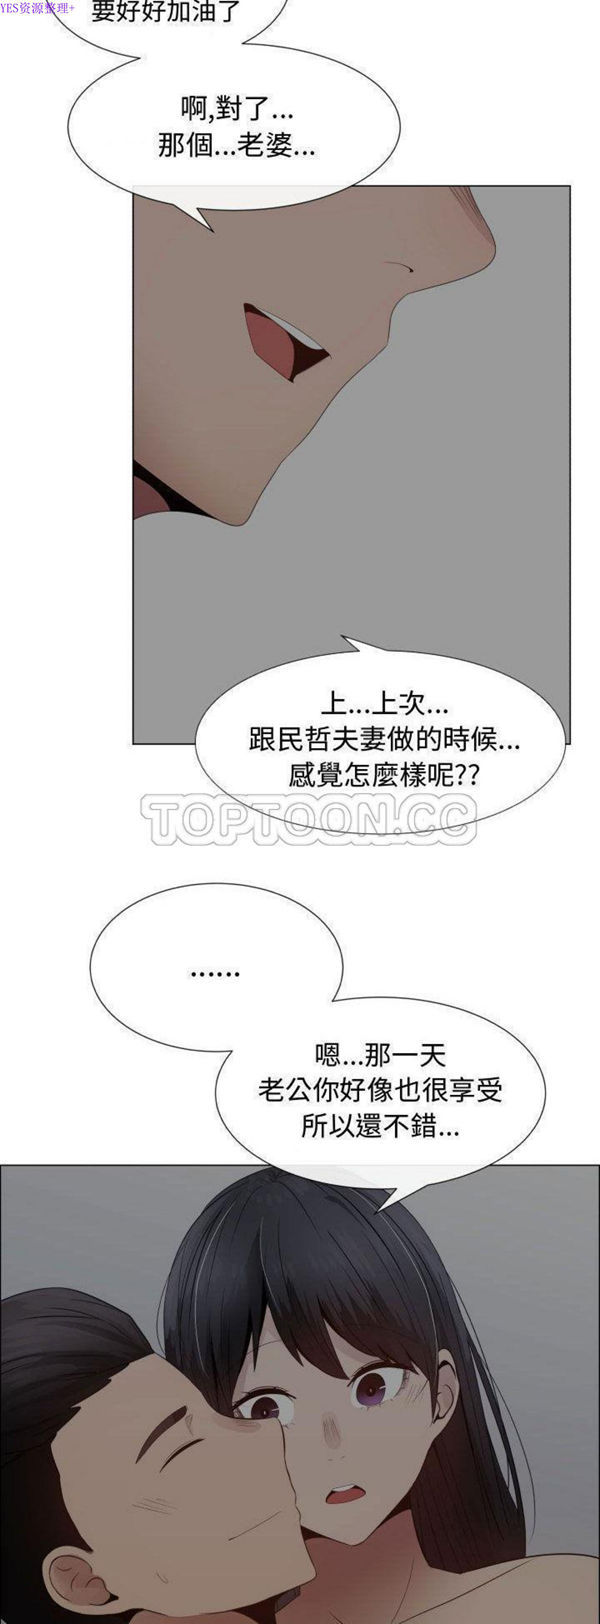 YES资源整理+
要好好加油了
啊,對了...
那個...老婆...
上...上次...
跟民哲夫妻做的時候...
感覺怎麼樣呢??
TOPTOON.CC
......
嗯...那一天
老公你好像也很享受
所以還不錯...